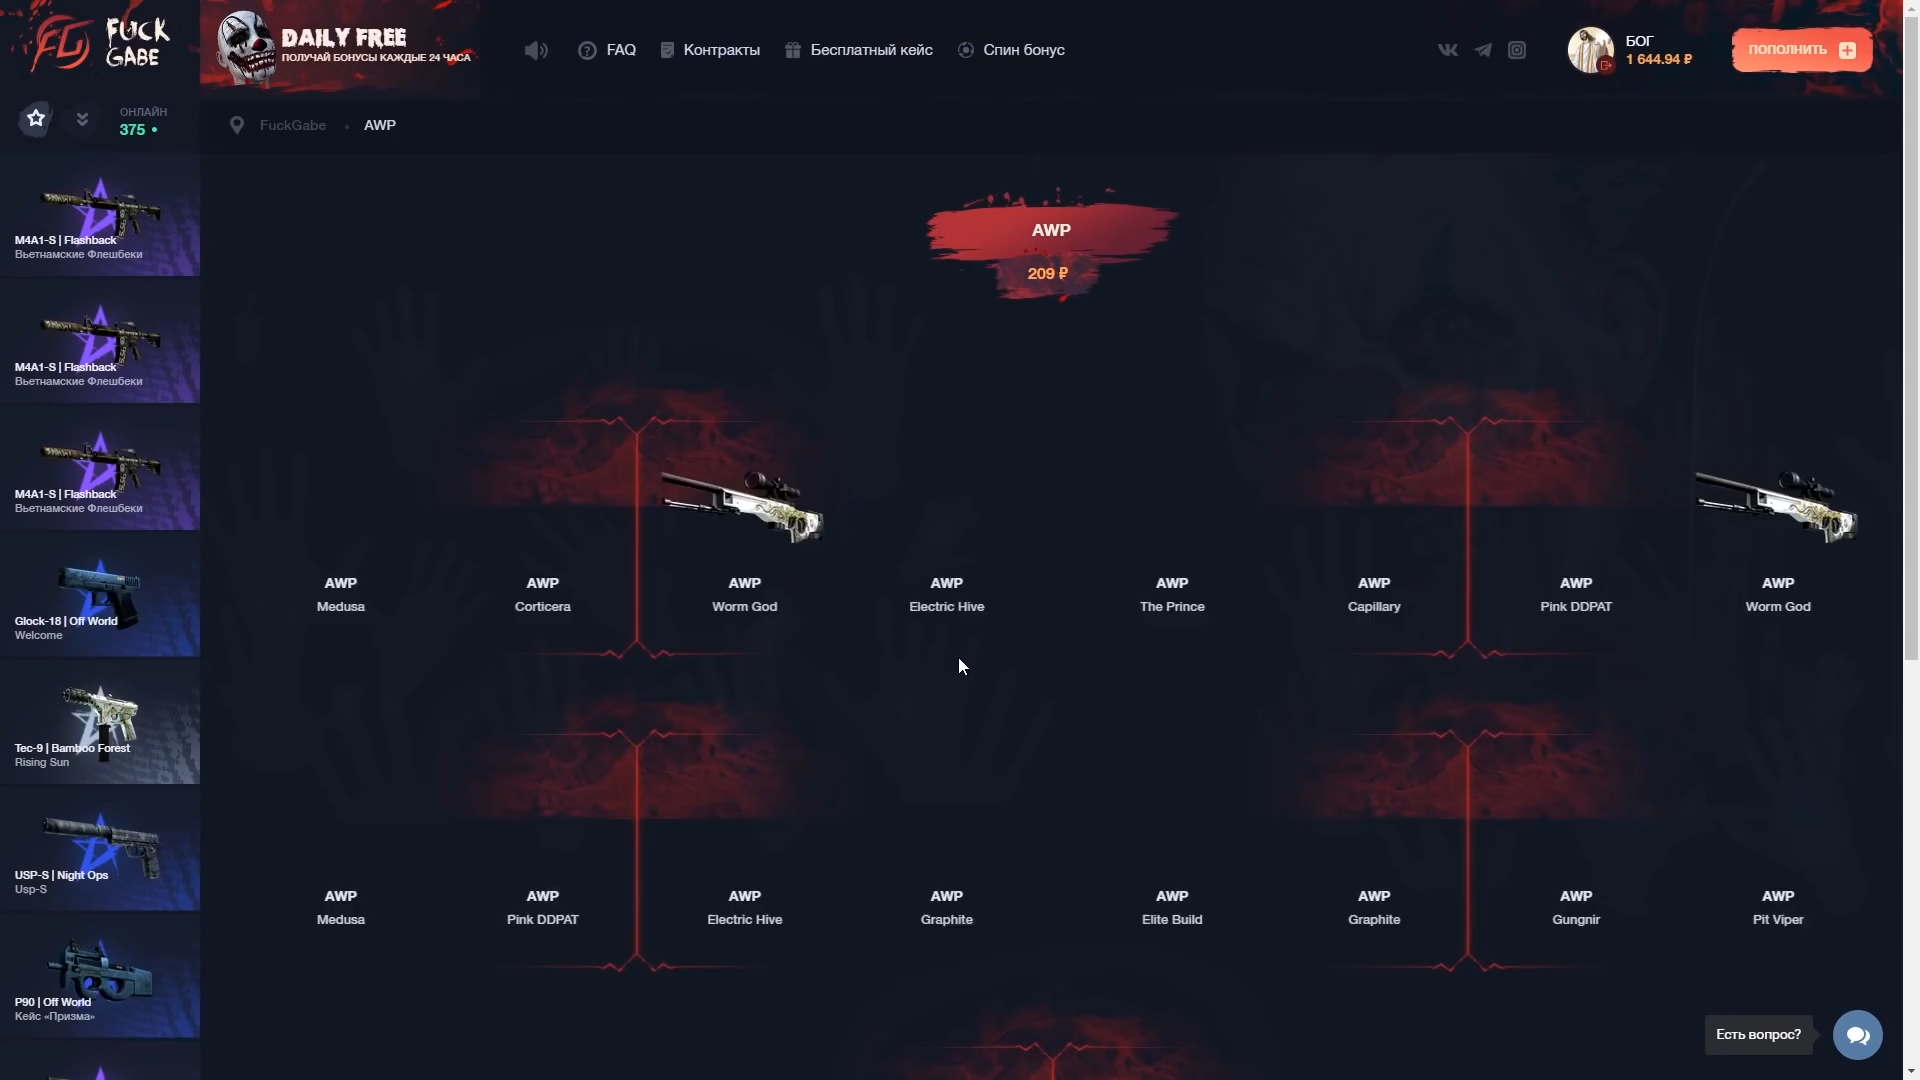 FUCK
GABE
DAILY FREE
ПОЛУЧАЙ БОНУСЫ КАЖДЫЕ 24 ЧАСА
FAQ
Контракты
Бесплатный кейс
Спин бонус
БОГ
1 644.94 ₽
ПОПОЛНИТЬ
ОНЛАЙН
375
FuckGabe
AWP
AWP
209 ₽
M4A1-S | Flashback
Вьетнамские Флешбеки
M4A1-S | Flashback
Вьетнамские Флешбеки
M4A1-S | Flashback
Вьетнамские Флешбеки
Glock-18 | Off World
Welcome
Tec-9 | Bamboo Forest
Rising Sun
USP-S | Night Ops
Usp-S
P90 | Off World
Кейс «Призма»
AWP
Medusa
AWP
Corticera
AWP
Worm God
AWP
Electric Hive
AWP
The Prince
AWP
Capillary
AWP
Pink DDPAT
AWP
Worm God
AWP
Medusa
AWP
Pink DDPAT
AWP
Electric Hive
AWP
Graphite
AWP
Elite Build
AWP
Graphite
AWP
Gungnir
AWP
Pit Viper
Есть вопрос?